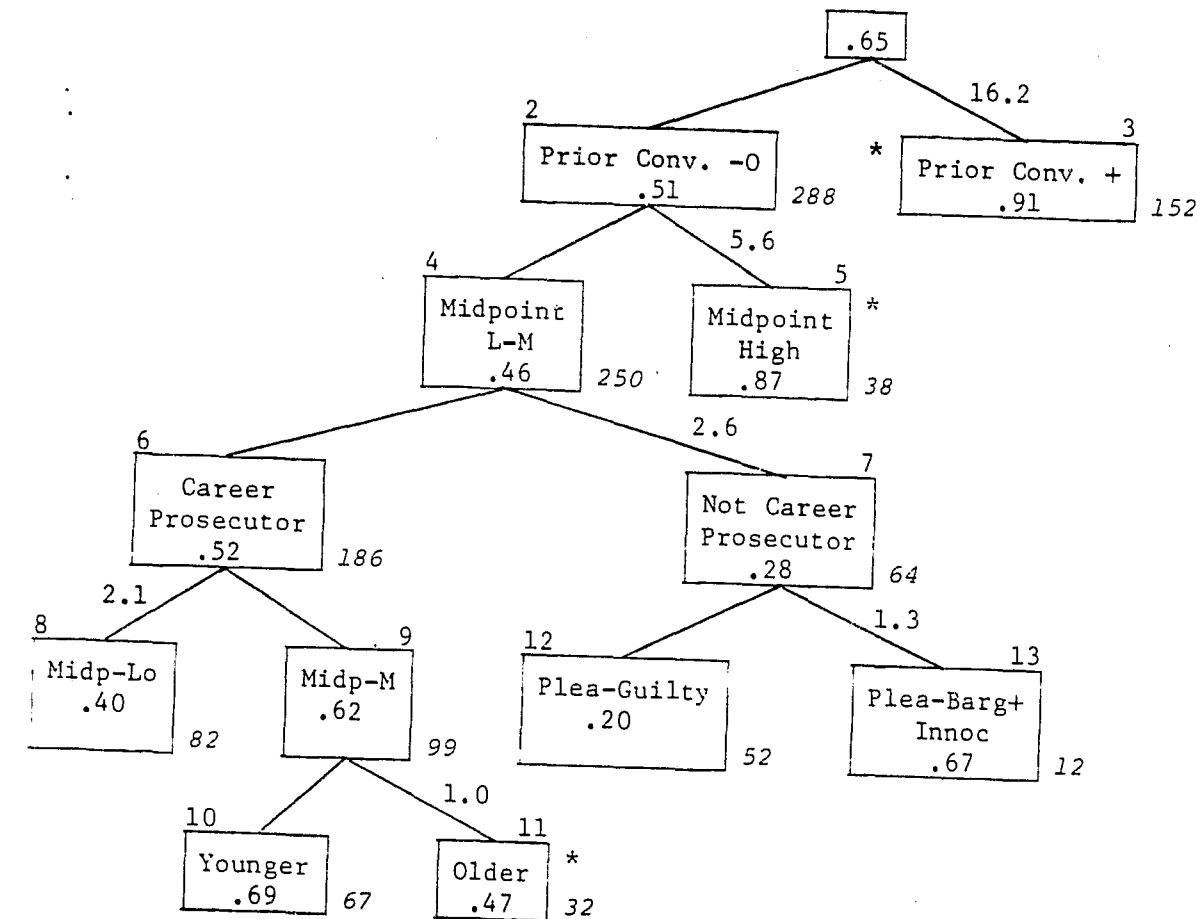 .65
16.2
2
Prior Conv. -0
.51
288
*
3
Prior Conv. +
.91
152
5.6
4
Midpoint
L-M
.46
250
5
*
Midpoint
High
.87
38
2.6
6
Career
Prosecutor
.52
186
7
Not Career
Prosecutor
.28
64
2.1
1.3
8
Midp-Lo
.40
82
9
Midp-M
.62
99
12
Plea-Guilty
.20
52
13
Plea-Barg+
Innoc
.67
12
1.0
10
Younger
.69
67
11
*
Older
.47
32